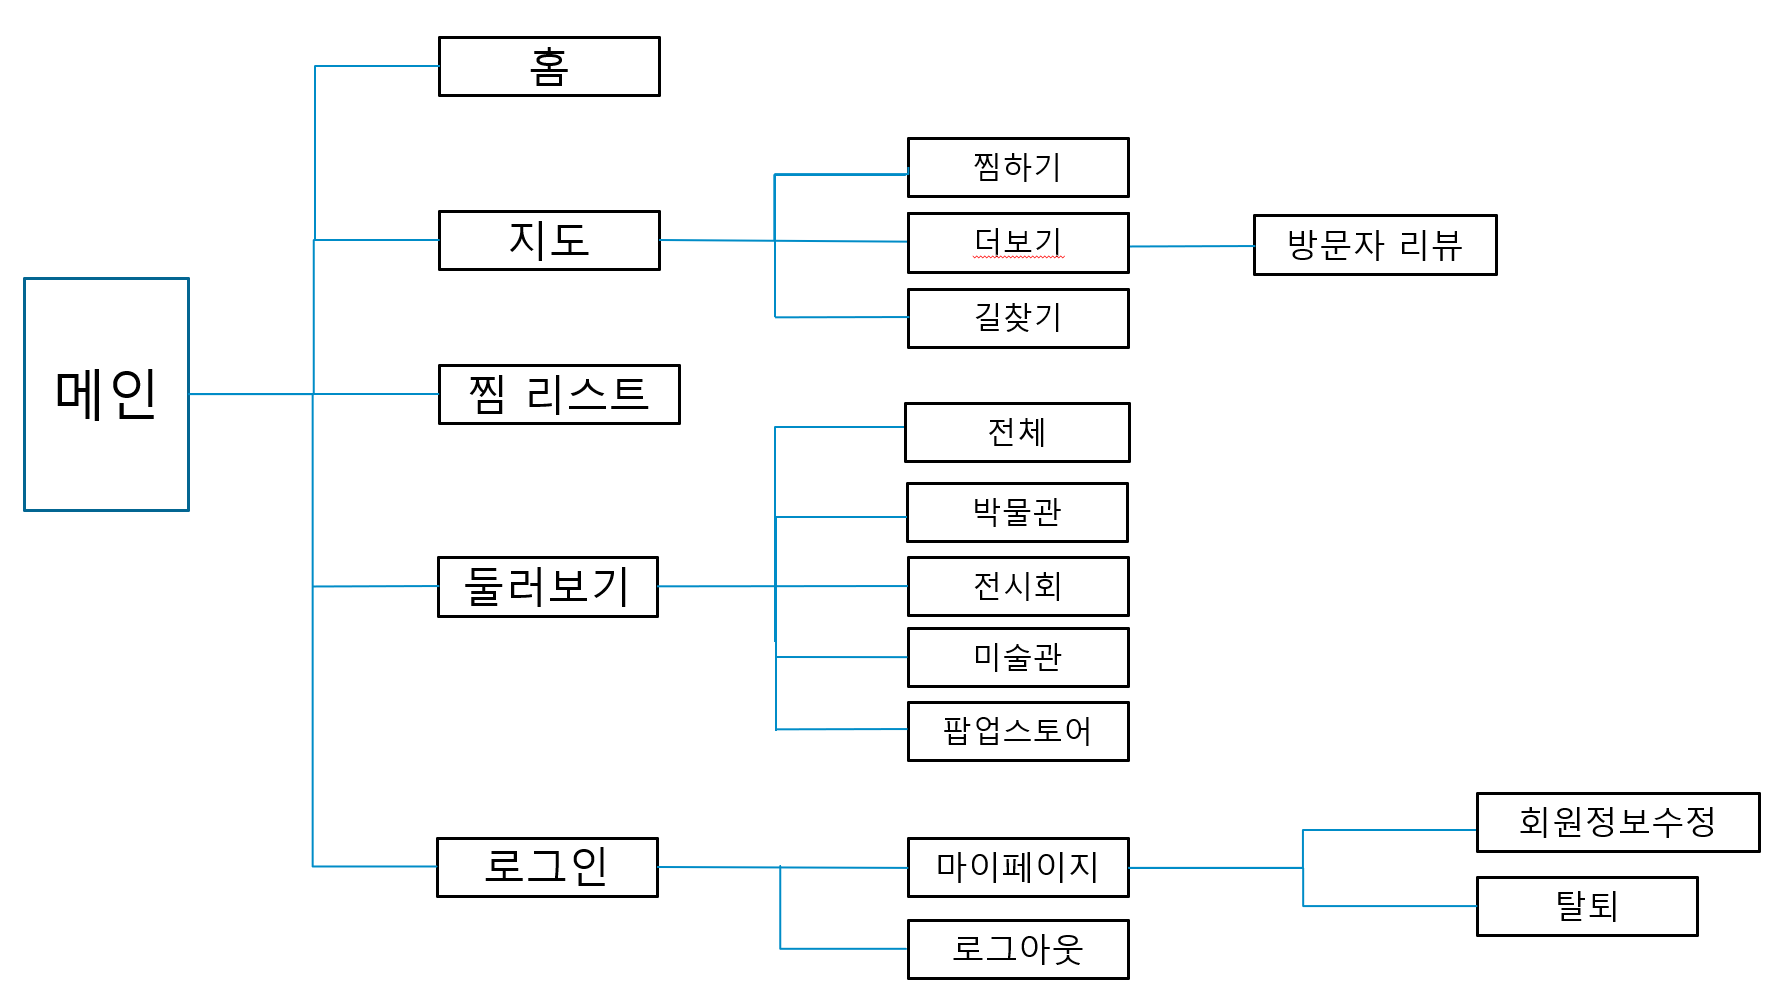 홈
찜하기
지도
더보기
방문자 리뷰
길찾기
메인
찜 리스트
전체
박물관
둘러보기
전시회
미술관
팝업스토어
회원정보수정
로그인
마이페이지
탈퇴
로그아웃